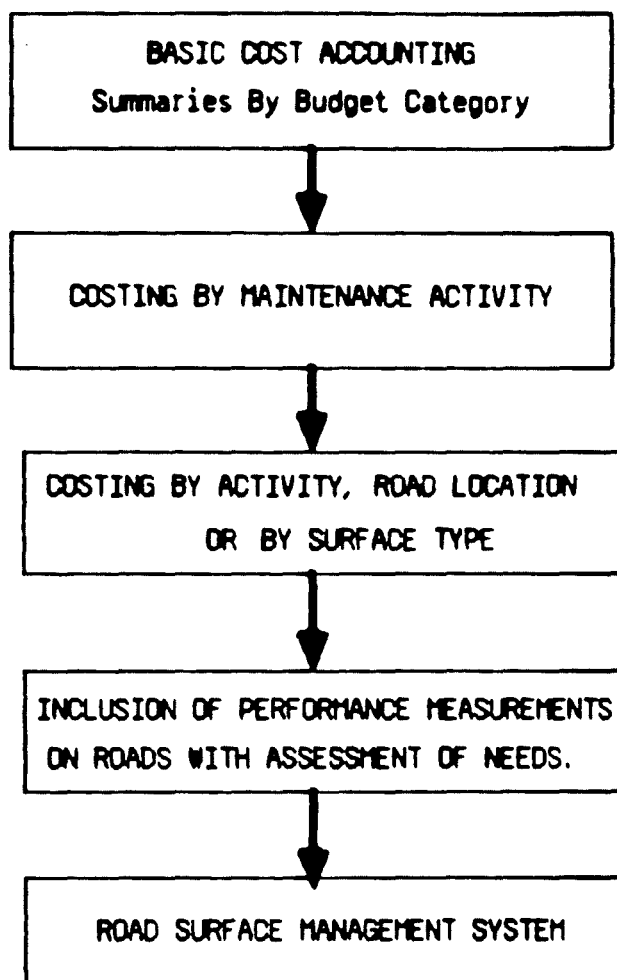 BASIC COST ACCOUNTING
Summaries By Budget Category
COSTING BY MAINTENANCE ACTIVITY
COSTING BY ACTIVITY, ROAD LOCATION
OR BY SURFACE TYPE
INCLUSION OF PERFORMANCE MEASUREMENTS
ON ROADS WITH ASSESSMENT OF NEEDS.
ROAD SURFACE MANAGEMENT SYSTEM